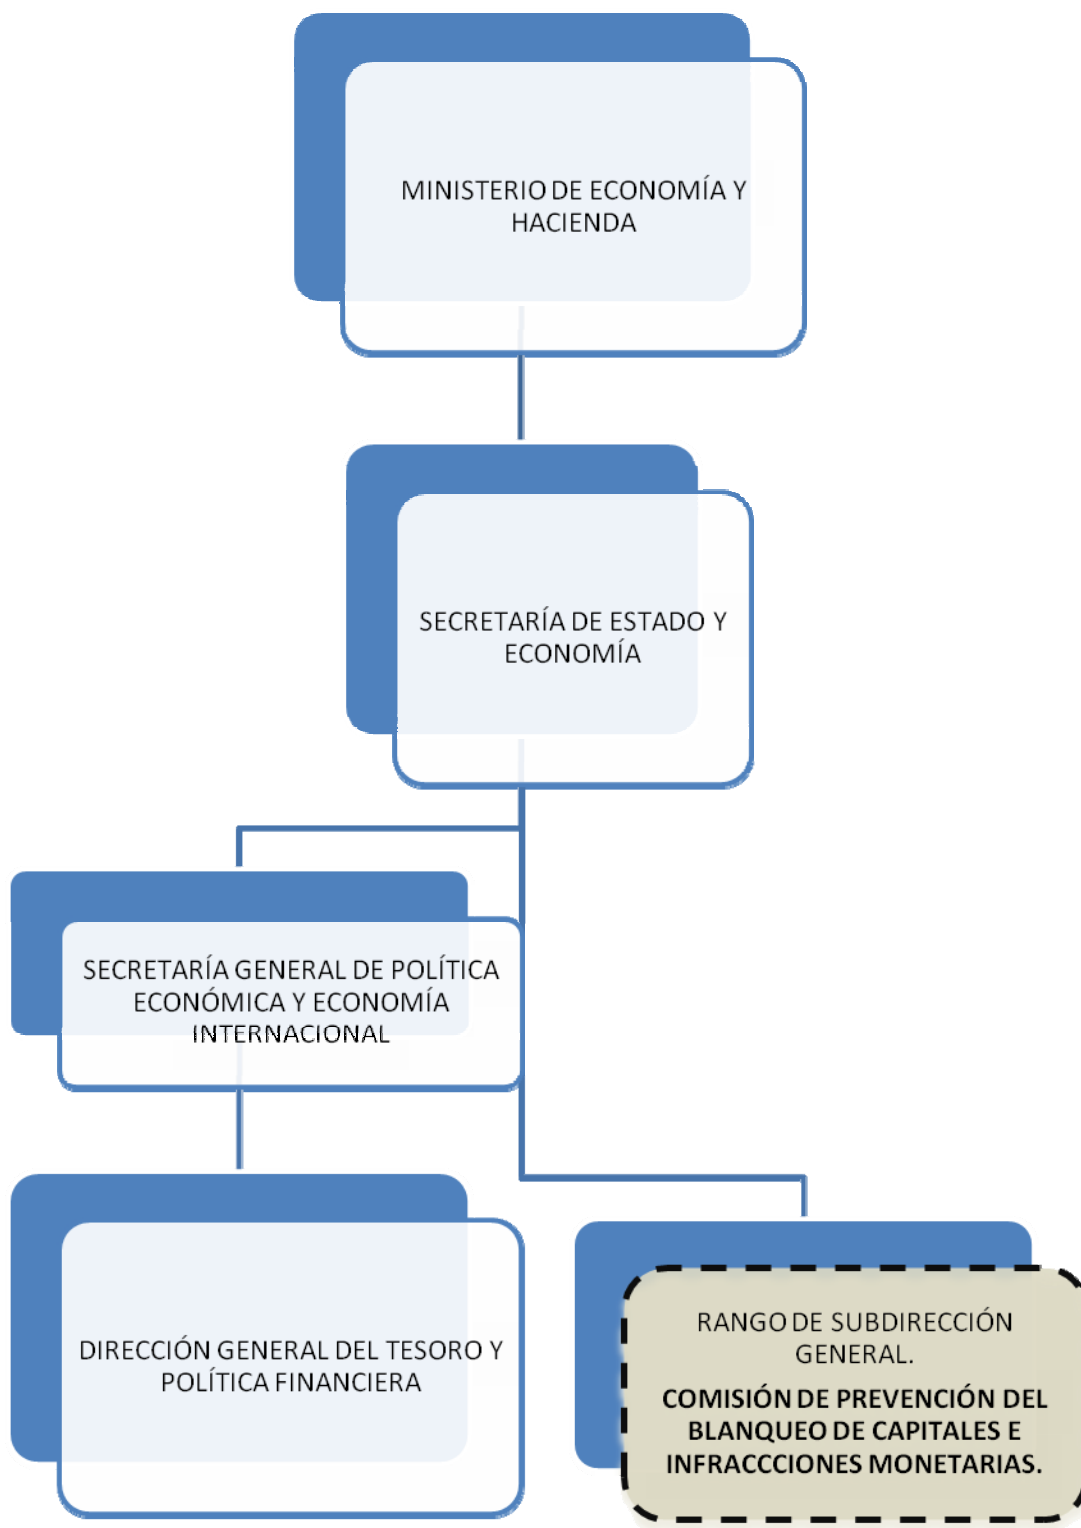 MINISTERIO DE ECONOMÍA Y
HACIENDA
SECRETARÍA DE ESTADO Y
ECONOMÍA
SECRETARÍA GENERAL DE POLÍTICA
ECONÓMICA Y ECONOMÍA
INTERNACIONAL
DIRECCIÓN GENERAL DEL TESORO Y
POLÍTICA FINANCIERA
RANGO DE SUBDIRECCIÓN
GENERAL.
COMISIÓN DE PREVENCIÓN DEL
BLANQUEO DE CAPITALES E
INFRACCCIONES MONETARIAS.